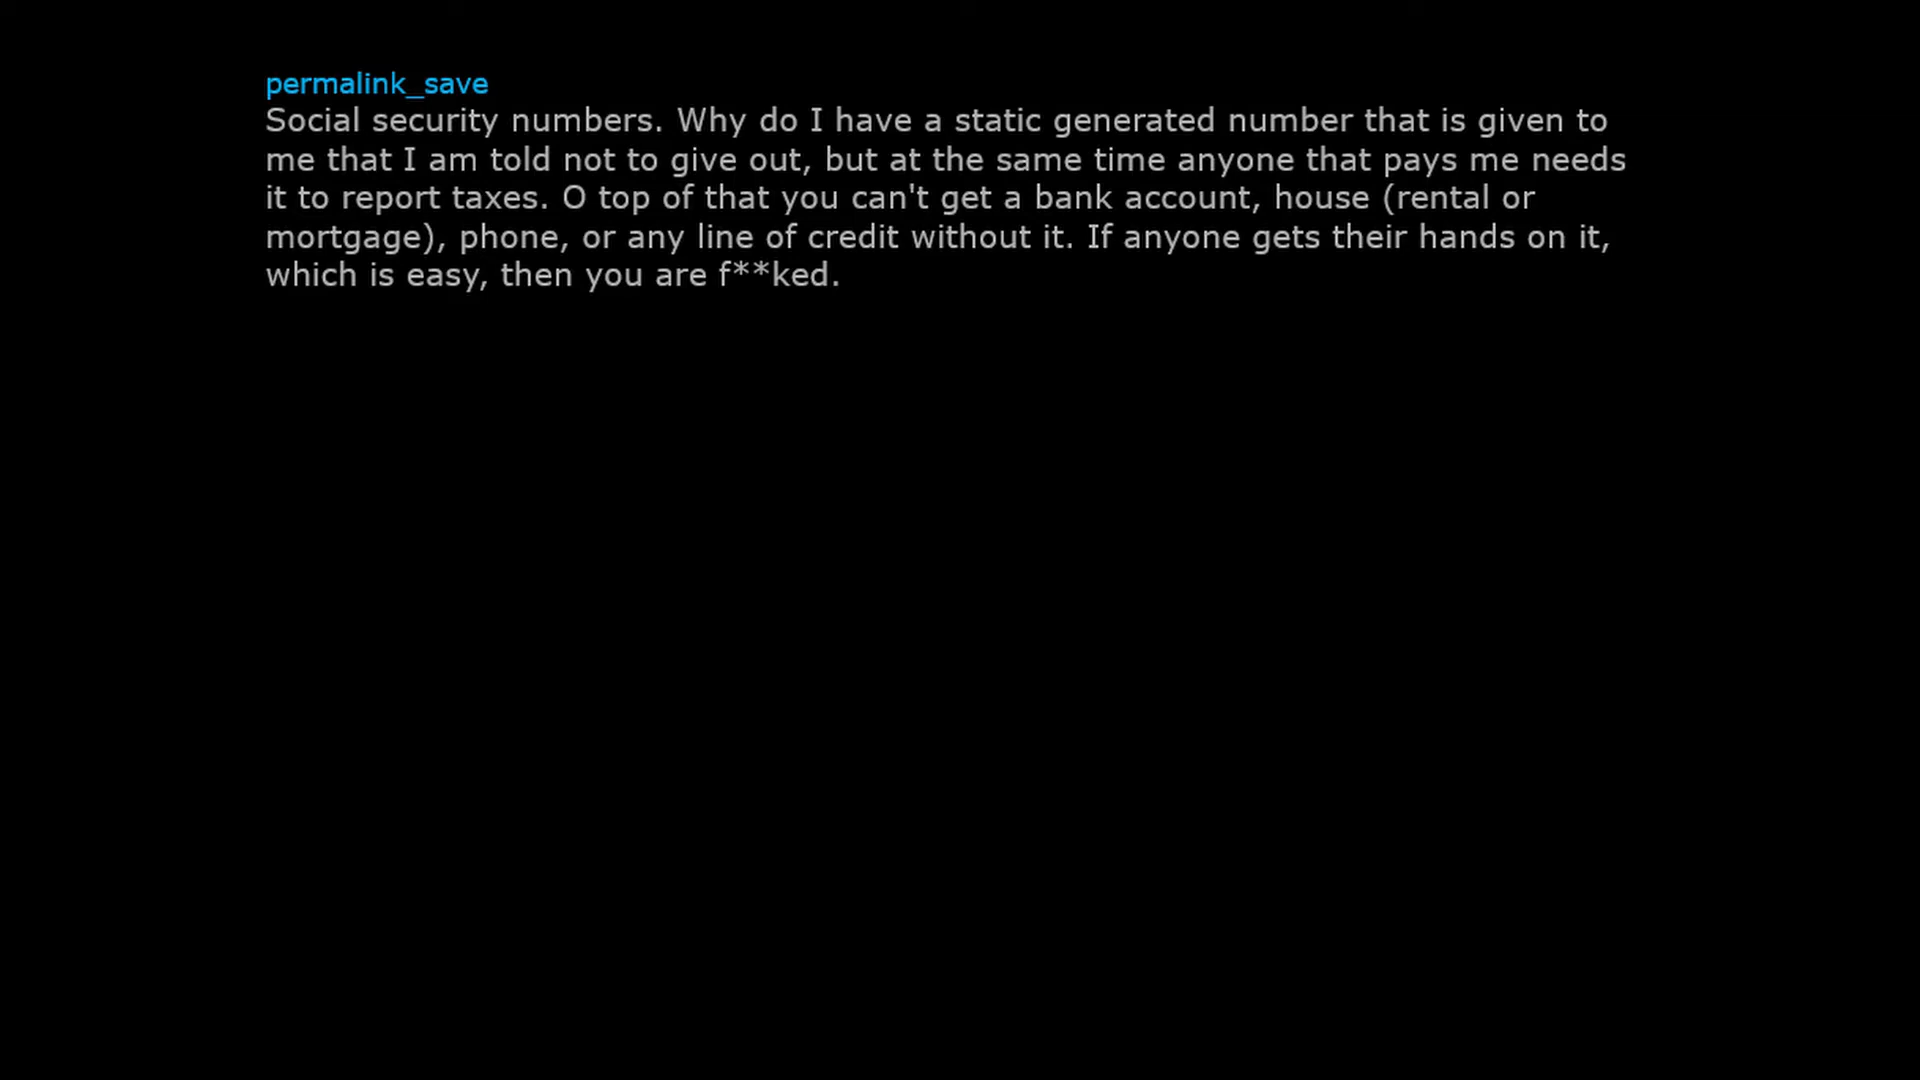 permalink_save
Social security numbers. Why do I have a static generated number that is given to
me that I am told not to give out, but at the same time anyone that pays me needs
it to report taxes. O top of that you can't get a bank account, house (rental or
mortgage), phone, or any line of credit without it. If anyone gets their hands on it,
which is easy, then you are f**ked.